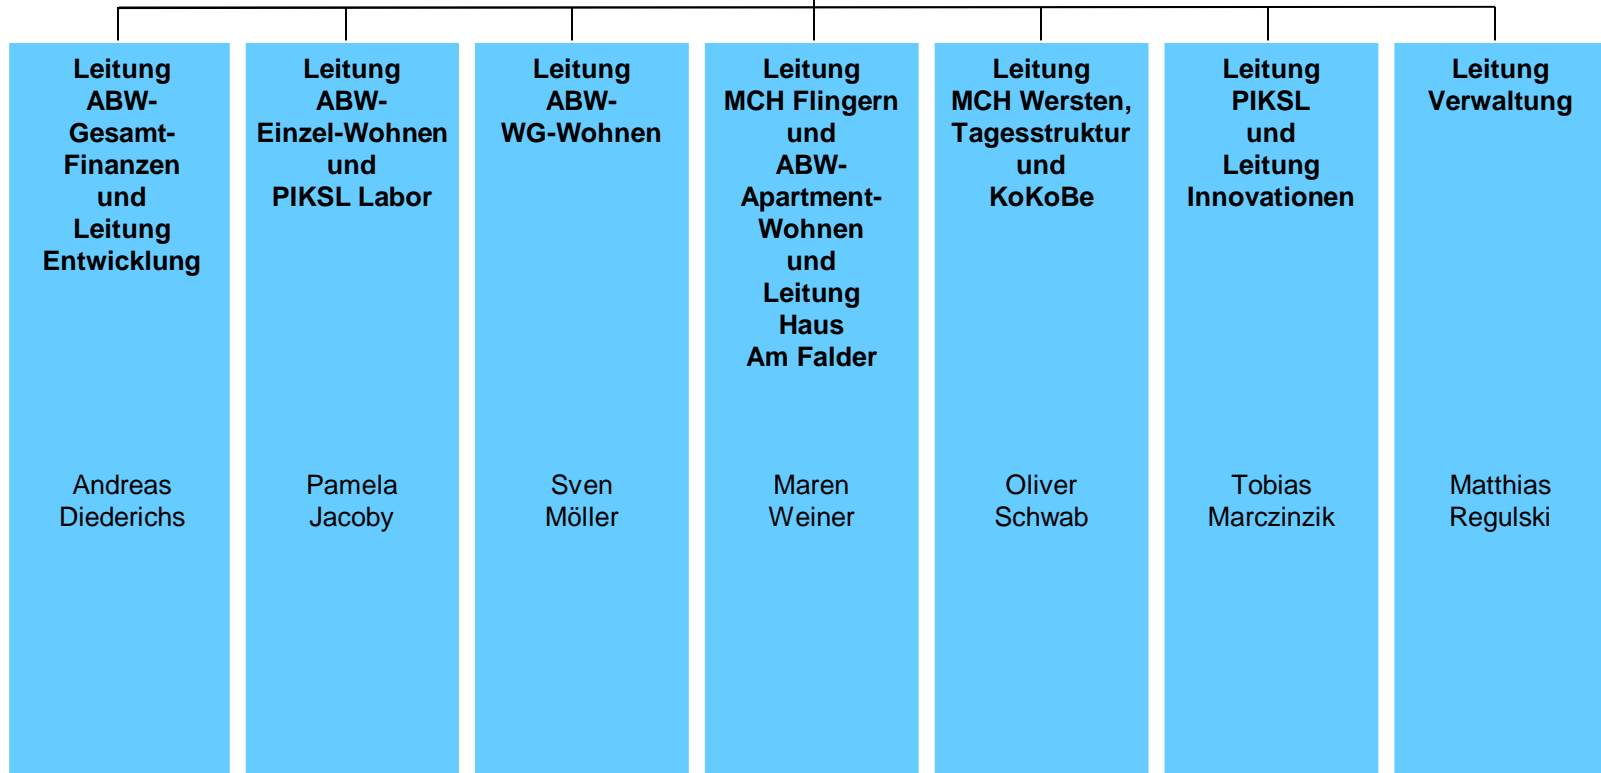 Leitung
ABW-
Gesamt-
Finanzen
und
Leitung
Entwicklung
Andreas
Diederichs
Leitung
ABW-
Einzel-Wohnen
und
PIKSL Labor
Pamela
Jacoby
Leitung
ABW-
WG-Wohnen
Sven
Möller
Leitung
MCH Flingern
und
ABW-
Apartment-
Wohnen
und
Leitung
Haus
Am Falder
Maren
Weiner
Leitung
MCH Wersten,
Tagesstruktur
und
KoKoBe
Oliver
Schwab
Leitung
PIKSL
und
Leitung
Innovationen
Tobias
Marczinzik
Leitung
Verwaltung
Matthias
Regulski